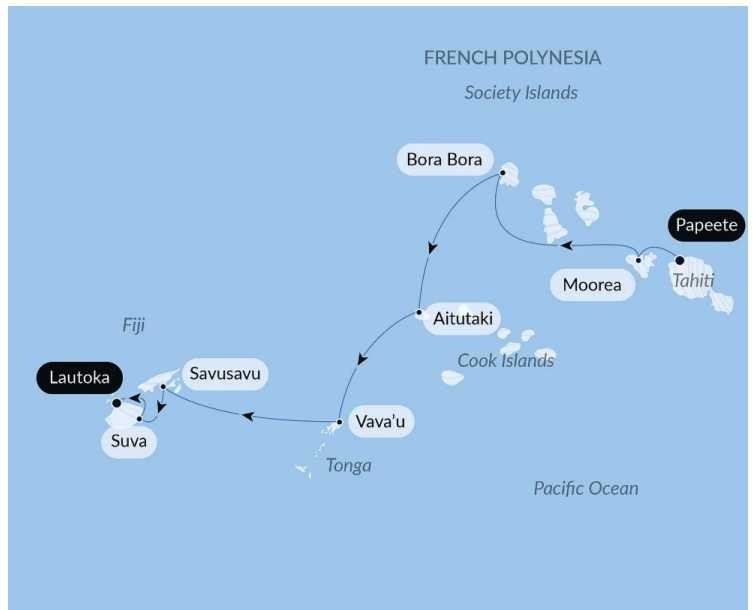 FRENCH POLYNESIA
Society Islands
Bora Bora
Papeete
Moorea
Tahiti
Aitutaki
Fiji
Cook Islands
Savusavu
Lautoka
Vava'u
Suva
Tonga
Pacific Ocean